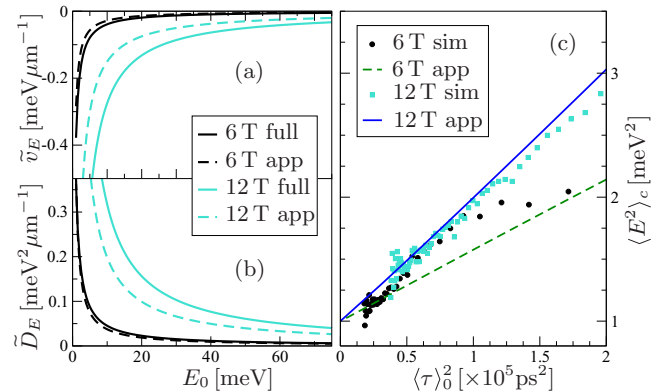 0
-0.2
-0.4
ṽ_E [meVμm⁻¹]
(a)
6 T full
6 T app
12 T full
12 T app
0.3
0.2
0.1
0
D̃_E [meV²μm⁻¹]
(b)
0 20 40 60
E₀ [meV]
(c)
6 T sim
6 T app
12 T sim
12 T app
3
2
1
⟨E²⟩_c [meV²]
0 0.5 1 1.5 2
⟨τ⟩₀² [×10⁵ps²]